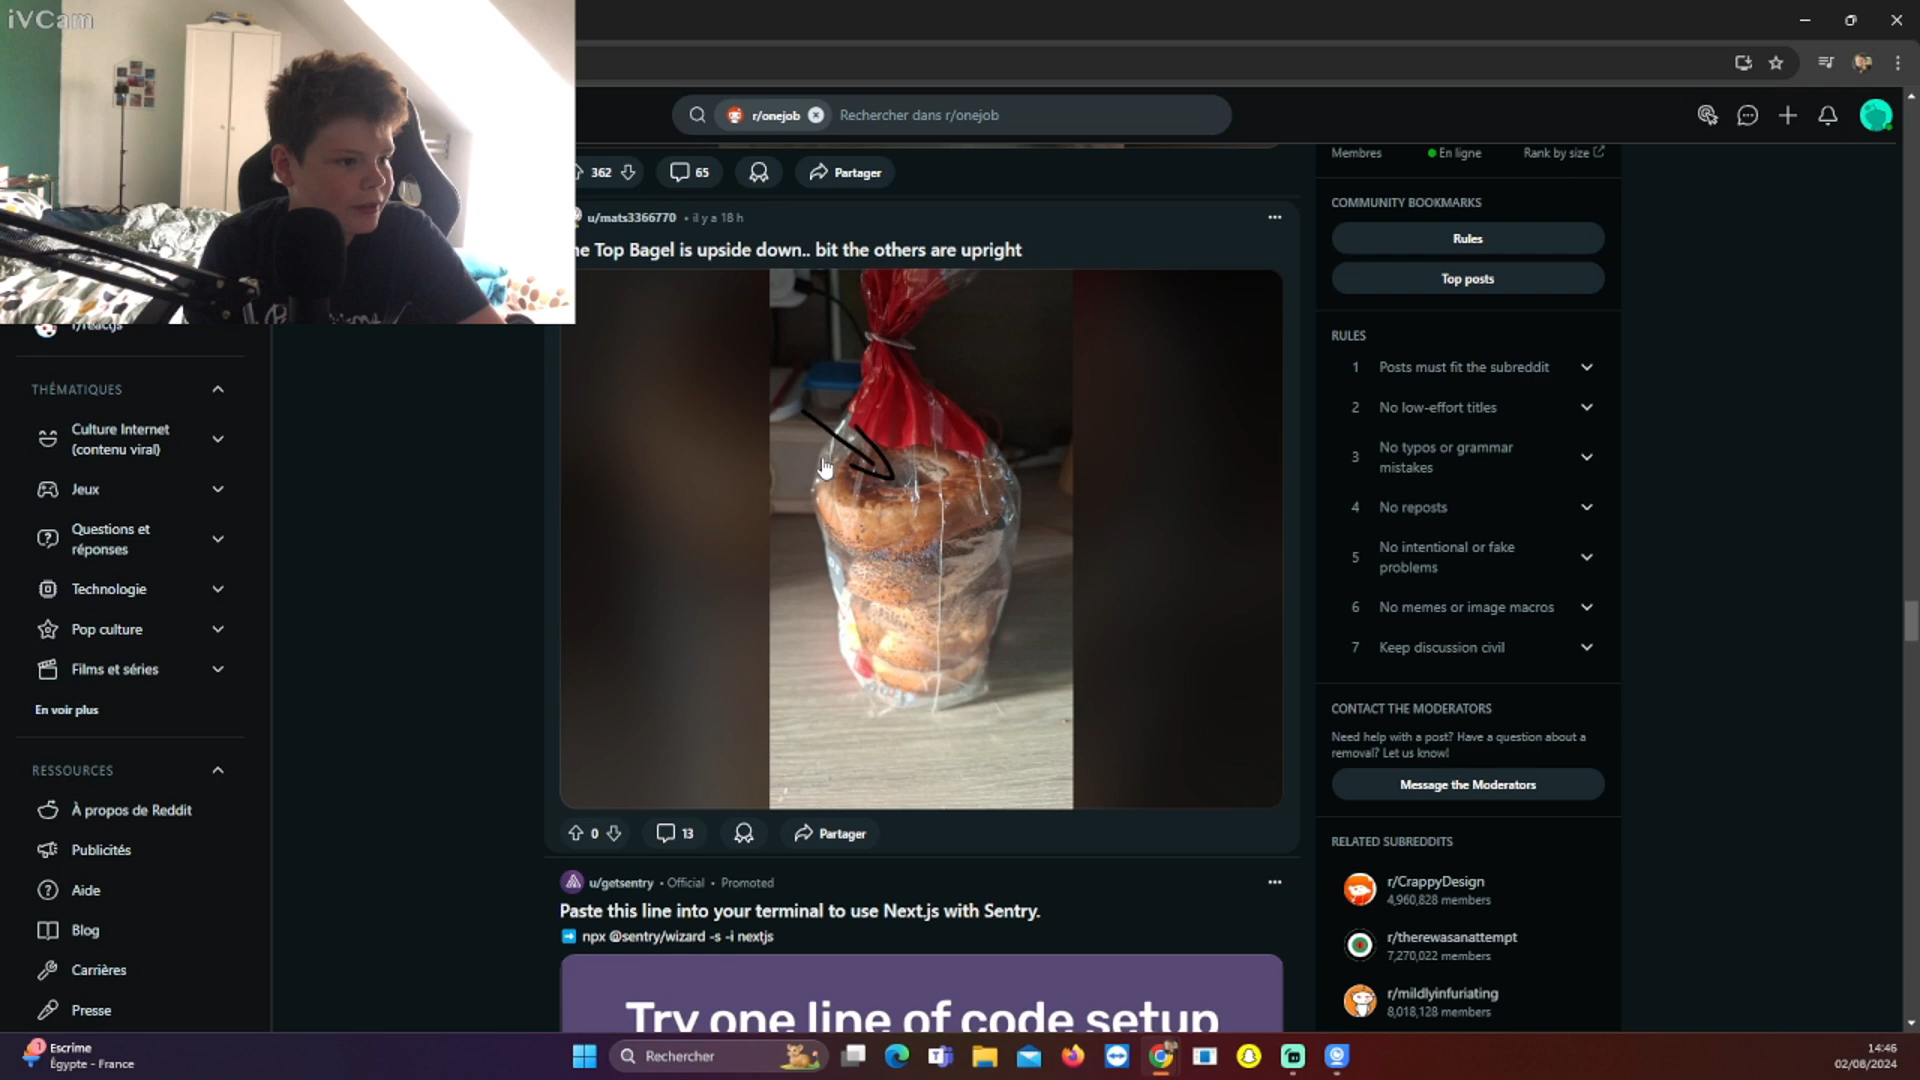 iVCam
r/onejob
Rechercher dans r/onejob
362
65
Partager
Membres
En ligne
Rank by size
COMMUNITY BOOKMARKS
Rules
Top posts
u/mats3366770 • il y a 18 h
Top Bagel is upside down.. bit the others are upright
r/reactjs
THÉMATIQUES
Culture Internet
(contenu viral)
Jeux
Questions et
réponses
Technologie
Pop culture
Films et séries
En voir plus
RESSOURCES
À propos de Reddit
Publicités
Aide
Blog
Carrières
Presse
RULES
1 Posts must fit the subreddit
2 No low-effort titles
3 No typos or grammar
mistakes
4 No reposts
5 No intentional or fake
problems
6 No memes or image macros
7 Keep discussion civil
CONTACT THE MODERATORS
Need help with a post? Have a question about a
removal? Let us know!
Message the Moderators
RELATED SUBREDDITS
r/CrappyDesign
4,960,828 members
r/therewasanattempt
7,270,022 members
r/mildlyinfuriating
8,018,128 members
0
13
Partager
u/getsentry • Official • Promoted
Paste this line into your terminal to use Next.js with Sentry.
npx @sentry/wizard -s -i nextjs
Try one line of code setup
1
Escrime
Égypte - France
Rechercher
14:46
02/08/2024